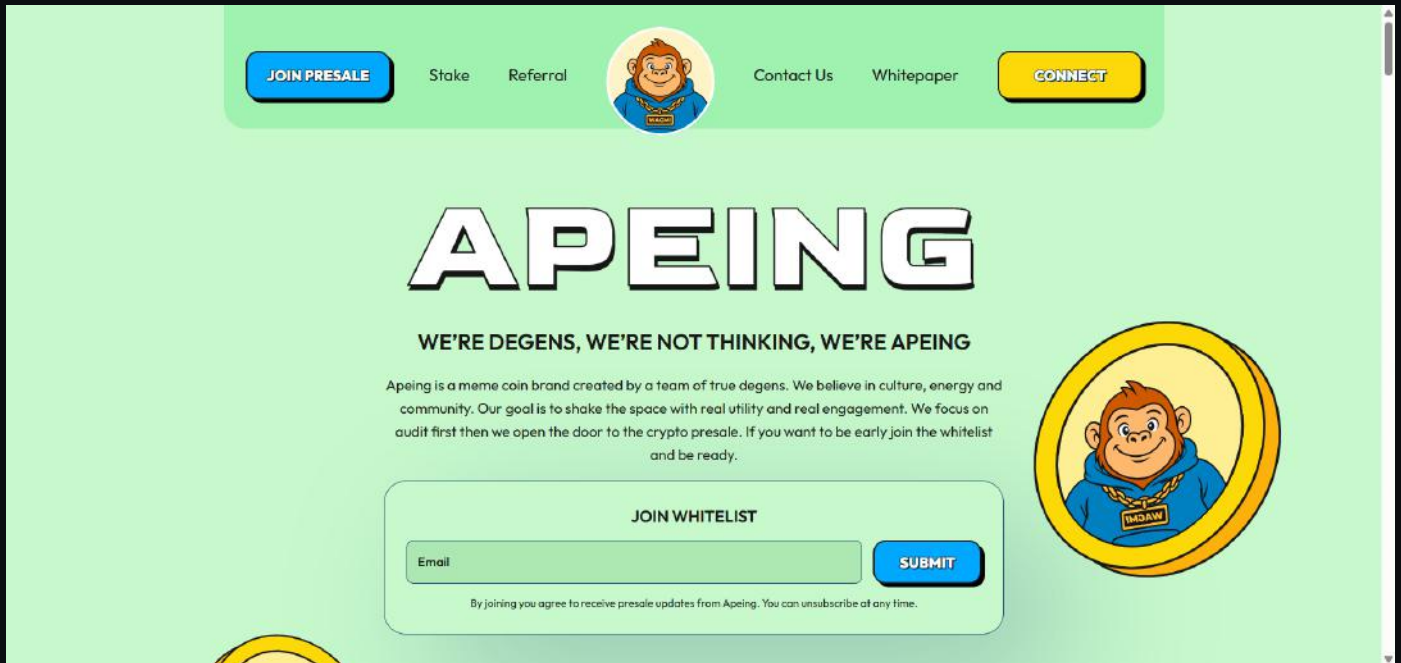 JOIN PRESALE
Stake
Referral
WAGMI
Contact Us
Whitepaper
CONNECT
APEING
WE'RE DEGENS, WE'RE NOT THINKING, WE'RE APEING
Apeing is a meme coin brand created by a team of true degens. We believe in culture, energy and
community. Our goal is to shake the space with real utility and real engagement. We focus on
audit first then we open the door to the crypto presale. If you want to be early join the whitelist
and be ready.
WAGMI
JOIN WHITELIST
Email
SUBMIT
By joining you agree to receive presale updates from Apeing. You can unsubscribe at any time.